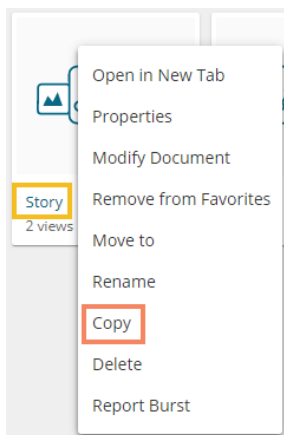 Open in New Tab
Properties
Modify Document
Story
Remove from Favorites
2 views
Move to
Rename
Copy
Delete
Report Burst